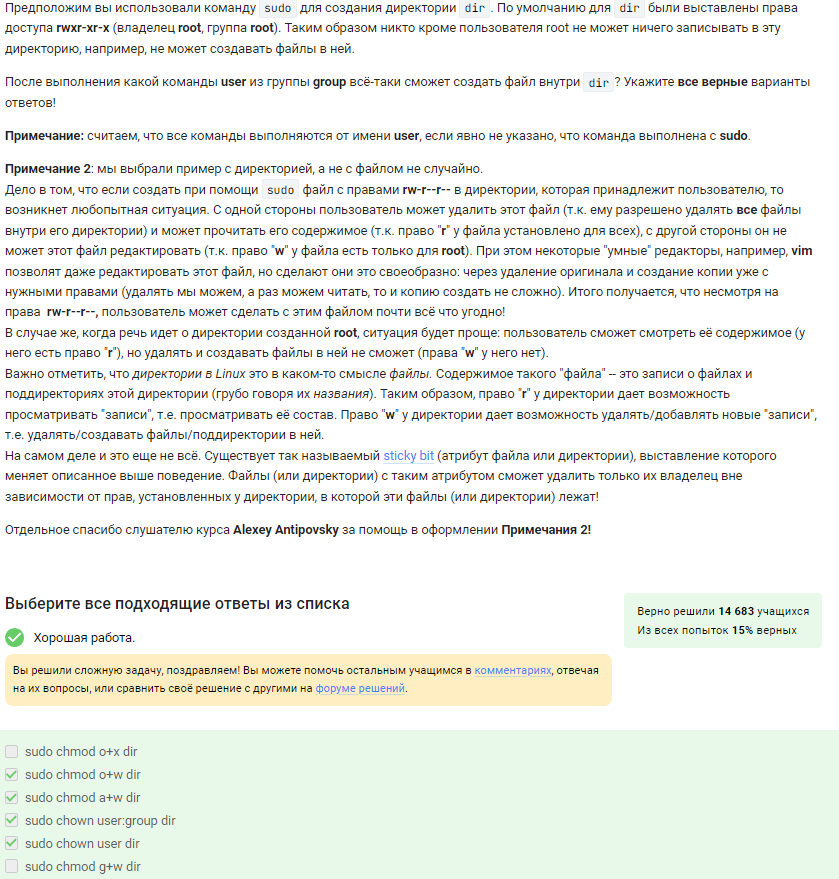 Предположим вы использовали команду sudo для создания директории dir . По умолчанию для dir были выставлены права
доступа rwxr-xr-x (владелец root, группа root). Таким образом никто кроме пользователя root не может ничего записывать в эту
директорию, например, не может создавать файлы в ней.
После выполнения какой команды user из группы group всё-таки сможет создать файл внутри dir ? Укажите все верные варианты
ответов!
Примечание: считаем, что все команды выполняются от имени user, если явно не указано, что команда выполнена с sudo.
Примечание 2: мы выбрали пример с директорией, а не с файлом не случайно.
Дело в том, что если создать при помощи sudo файл с правами rw-r--r-- в директории, которая принадлежит пользователю, то
возникнет любопытная ситуация. С одной стороны пользователь может удалить этот файл (т.к. ему разрешено удалять все файлы
внутри его директории) и может прочитать его содержимое (т.к. право "r" у файла установлено для всех), с другой стороны он не
может этот файл редактировать (т.к. право "w" у файла есть только для root). При этом некоторые "умные" редакторы, например, vim
позволят даже редактировать этот файл, но сделают они это своеобразно: через удаление оригинала и создание копии уже с
нужными правами (удалять мы можем, а раз можем читать, то и копию создать не сложно). Итого получается, что несмотря на
права rw-r--r--, пользователь может сделать с этим файлом почти всё что угодно!
В случае же, когда речь идет о директории созданной root, ситуация будет проще: пользователь сможет смотреть её содержимое (у
него есть право "r"), но удалять и создавать файлы в ней не сможет (права "w" у него нет).
Важно отметить, что директории в Linux это в каком-то смысле файлы. Содержимое такого "файла" -- это записи о файлах и
поддиректориях этой директории (грубо говоря их названия). Таким образом, право "r" у директории дает возможность
просматривать "записи", т.е. просматривать её состав. Право "w" у директории дает возможность удалять/добавлять новые "записи",
т.е. удалять/создавать файлы/поддиректории в ней.
На самом деле и это еще не всё. Существует так называемый sticky bit (атрибут файла или директории), выставление которого
меняет описанное выше поведение. Файлы (или директории) с таким атрибутом сможет удалить только их владелец вне
зависимости от прав, установленных у директории, в которой эти файлы (или директории) лежат!
Отдельное спасибо слушателю курса Alexey Antipovsky за помощь в оформлении Примечания 2!
Выберите все подходящие ответы из списка
Верно решили 14 683 учащихся
Из всех попыток 15% верных
Хорошая работа.
Вы решили сложную задачу, поздравляем! Вы можете помочь остальным учащимся в комментариях, отвечая
на их вопросы, или сравнить своё решение с другими на форуме решений.
sudo chmod o+x dir
sudo chmod o+w dir
sudo chmod a+w dir
sudo chown user:group dir
sudo chown user dir
sudo chmod g+w dir